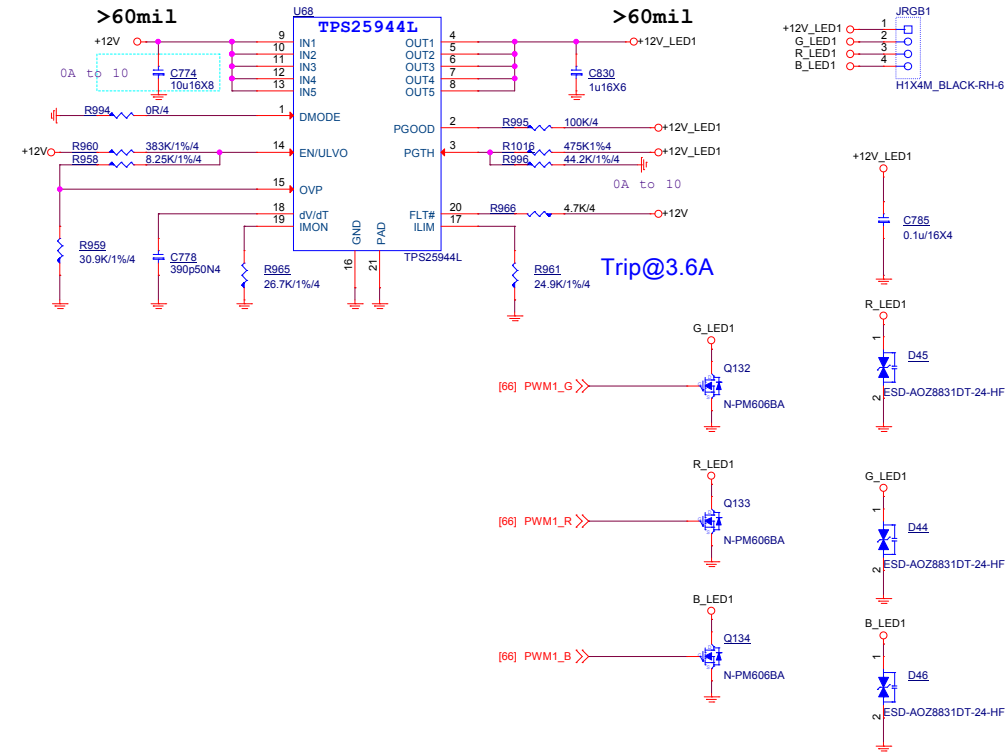 >60mil
>60mil
U68
TPS25944L
+12V
0A to 10
C774
10u16X8
9 IN1
10 IN2
11 IN3
12 IN4
13 IN5
OUT1 4
OUT2 5
OUT3 6
OUT4 7
OUT5 8
+12V_LED1
C830
1u16X6
R994 0R/4
1 DMODE
+12V
R960 383K/1%/4
R958 8.25K/1%/4
14 EN/ULVO
15 OVP
18 dV/dT
19 IMON
GND
PAD
16
21
PGOOD 2
R995 100K/4
+12V_LED1
PGTH 3
R1016 475K1%4
+12V_LED1
R996 44.2K/1%/4
0A to 10
FLT# 20
R966 4.7K/4
+12V
ILIM 17
TPS25944L
R959
30.9K/1%/4
C778
390p50N4
R965
26.7K/1%/4
R961
24.9K/1%/4
Trip@3.6A
JRGB1
+12V_LED1 1
G_LED1 2
R_LED1 3
B_LED1 4
H1X4M_BLACK-RH-6
+12V_LED1
C785
0.1u/16X4
G_LED1
Q132
[66] PWM1_G
N-PM606BA
R_LED1
Q133
[66] PWM1_R
N-PM606BA
B_LED1
Q134
[66] PWM1_B
N-PM606BA
R_LED1
1
D45
2
ESD-AOZ8831DT-24-HF
G_LED1
1
D44
2
ESD-AOZ8831DT-24-HF
B_LED1
1
D46
2
ESD-AOZ8831DT-24-HF